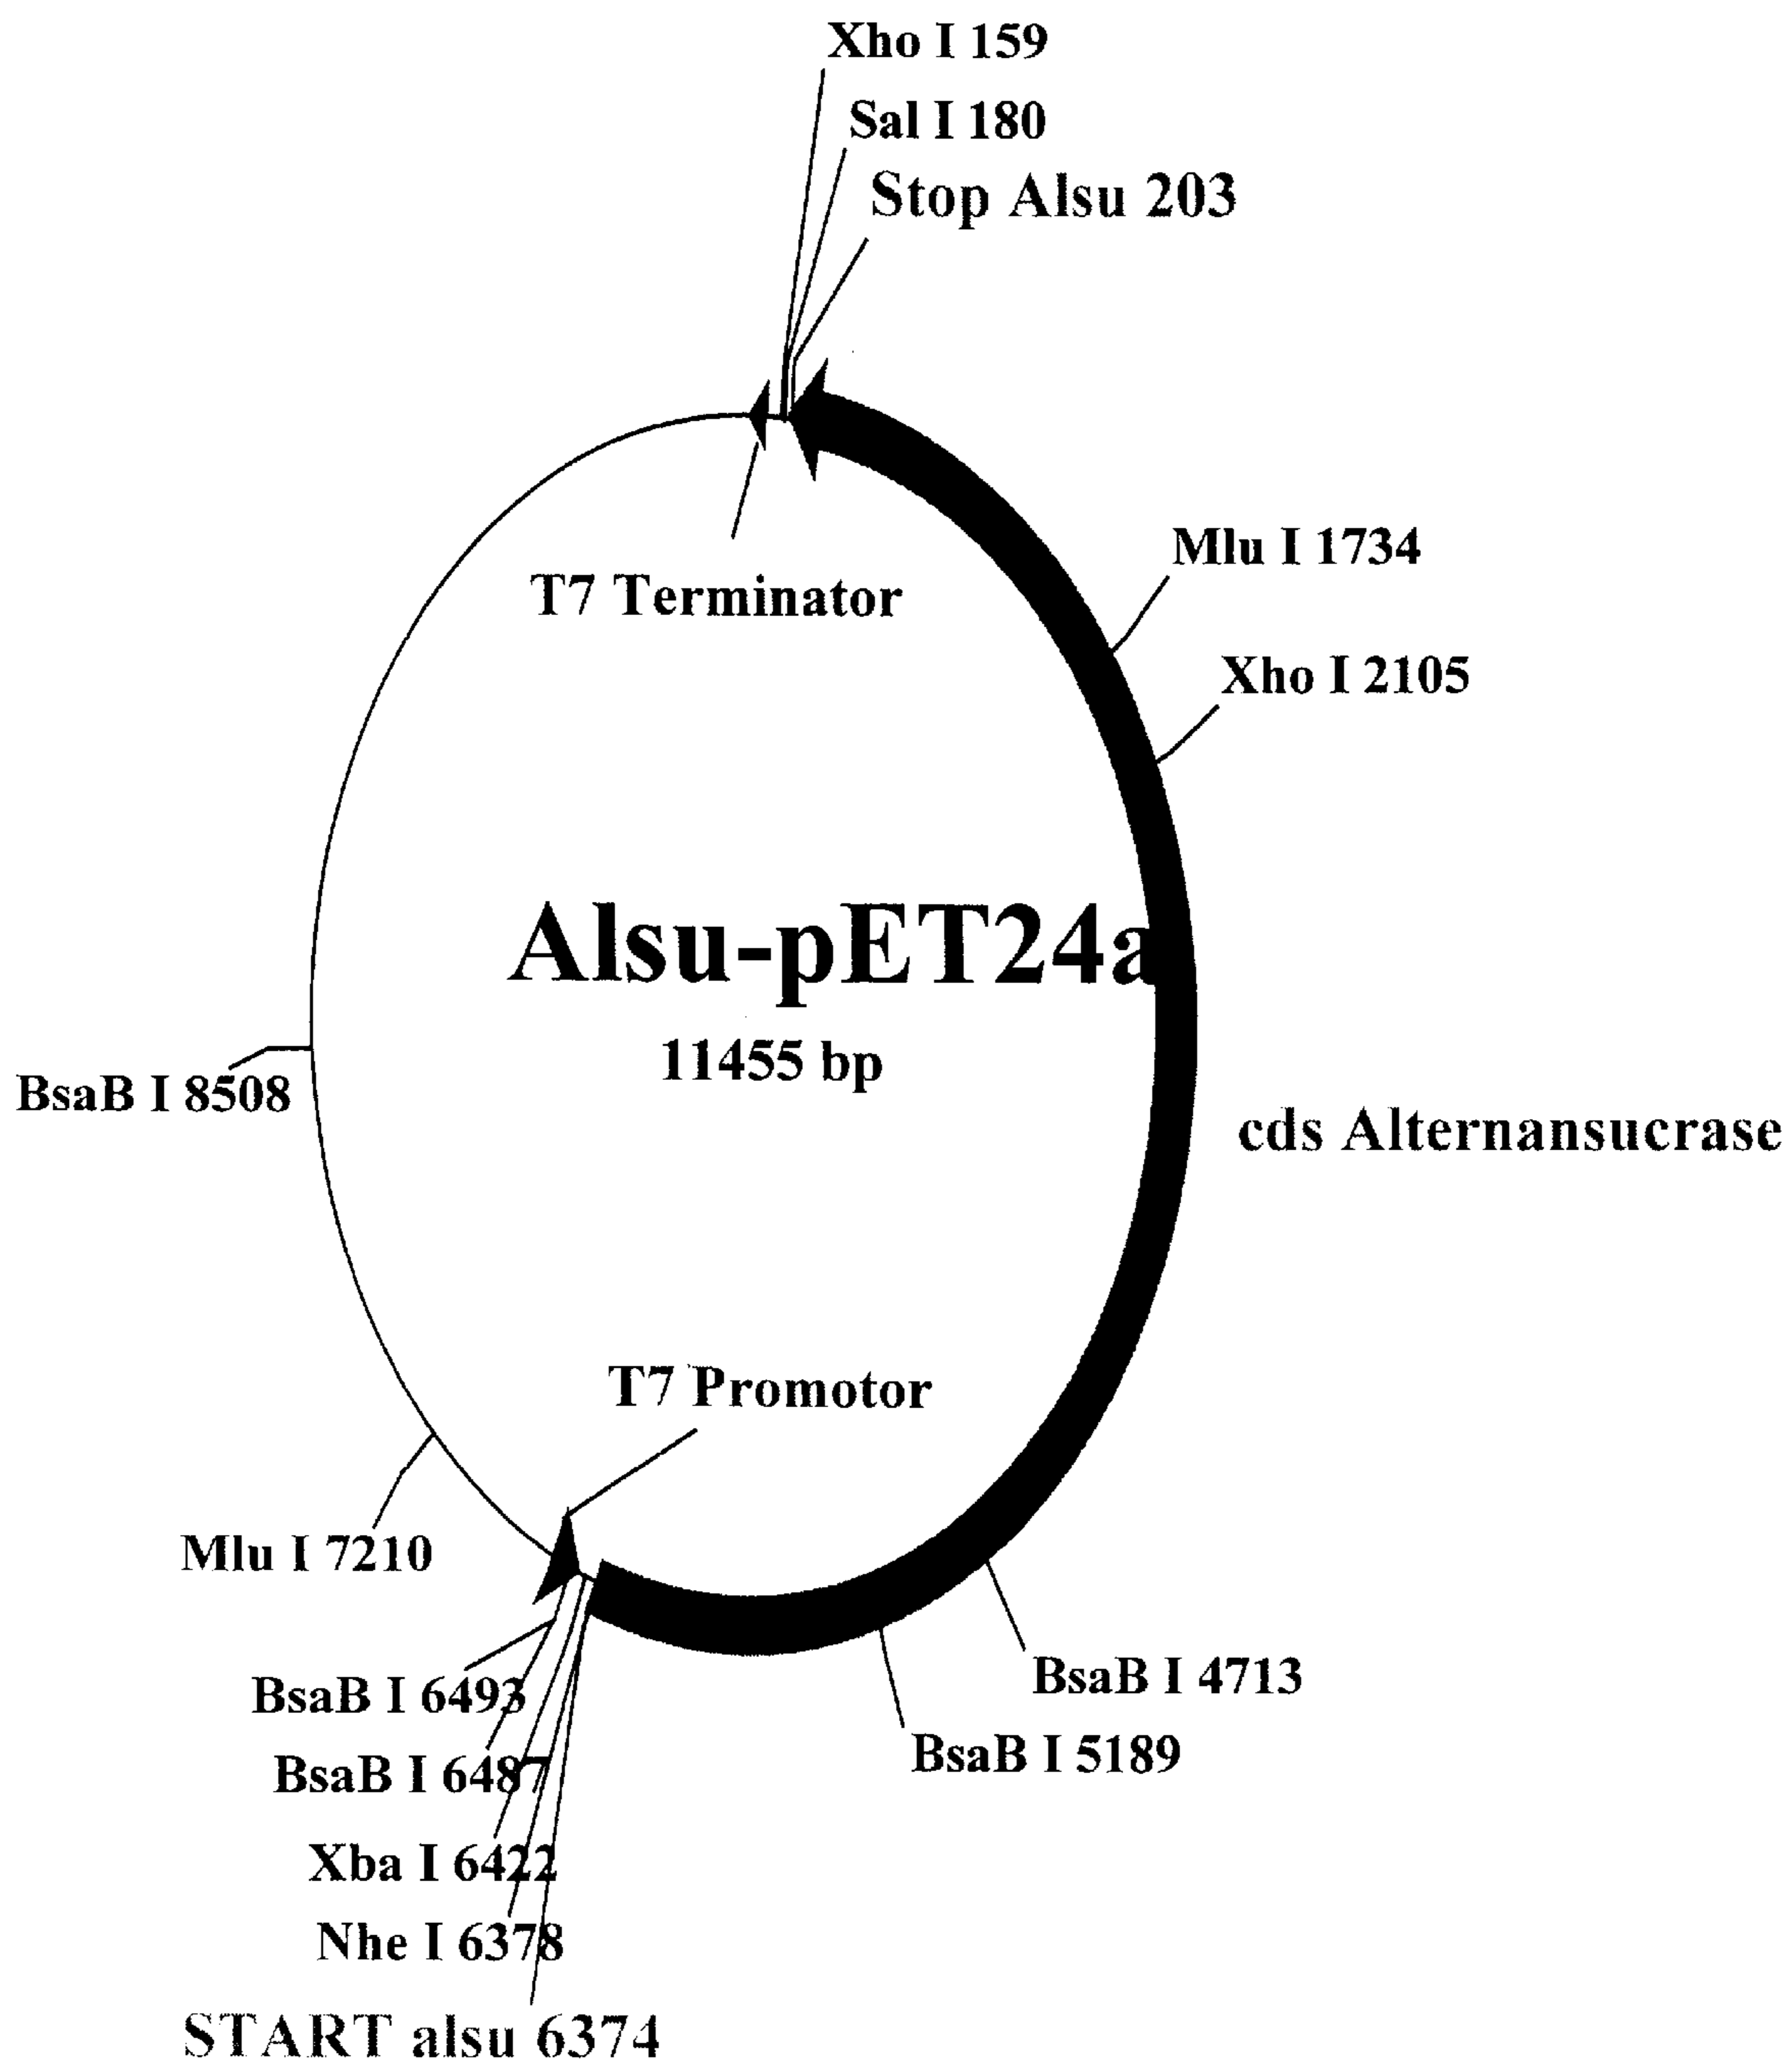 Xho I 159
Sal I 180
Stop Alsu 203
Mlu I 1734
T7 Terminator
Xho I 2105
Alsu-pET24a
11455 bp
BsaB I 8508
cds Alternansucrase
T7 Promotor
Mlu I 7210
BsaB I 4713
BsaB I 6493
BsaB I 5189
BsaB I 6487
Xba I 6422
Nhe I 6378
START alsu 6374